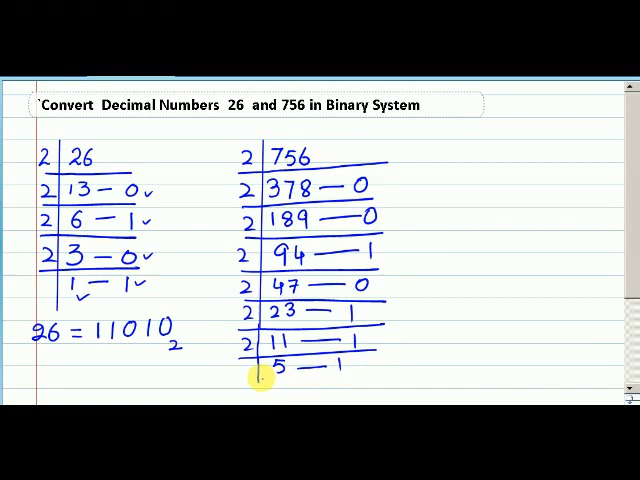 `Convert Decimal Numbers 26 and 756 in Binary System
2 26
2 13 — 0 ✓
2 6 — 1 ✓
2 3 — 0 ✓
1 — 1 ✓
✓
26 = 11010₂
2 756
2 378 — 0
2 189 — 0
2 94 — 1
2 47 — 0
2 23 — 1
2 11 — 1
5 — 1